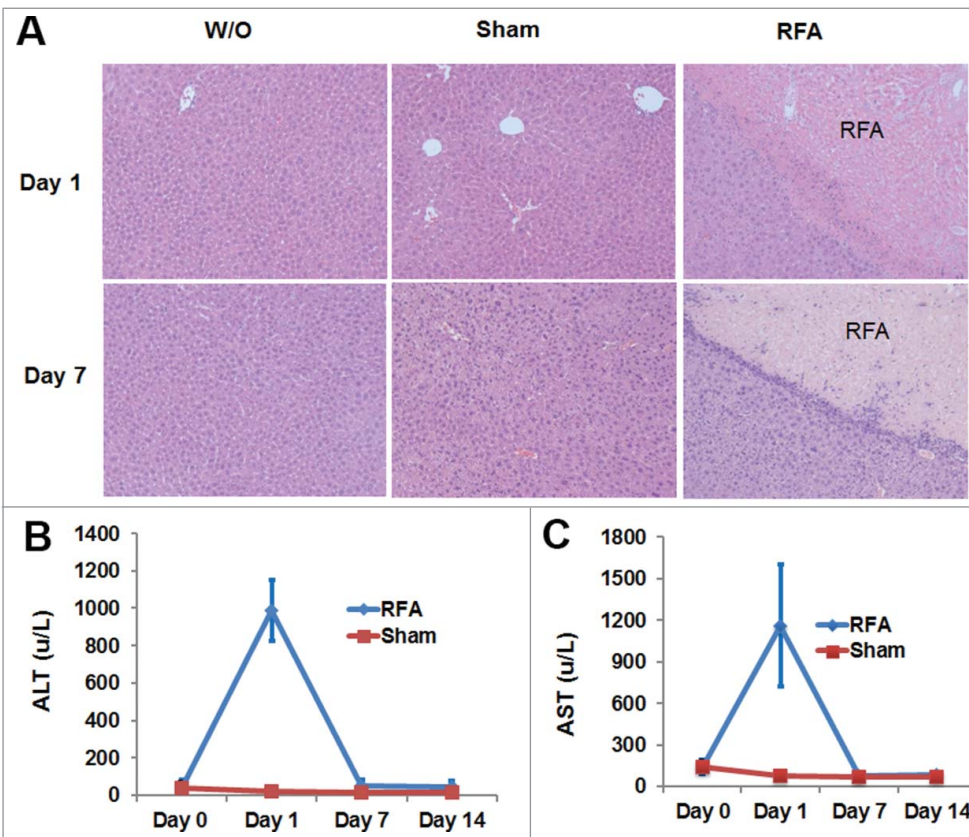 A
W/O
Sham
RFA
Day 1
RFA
Day 7
RFA
B
1400
1200
1000
800
600
400
200
0
ALT (u/L)
RFA
Sham
Day 0
Day 1
Day 7
Day 14
C
1800
1500
1200
900
600
300
0
AST (u/L)
RFA
Sham
Day 0
Day 1
Day 7
Day 14